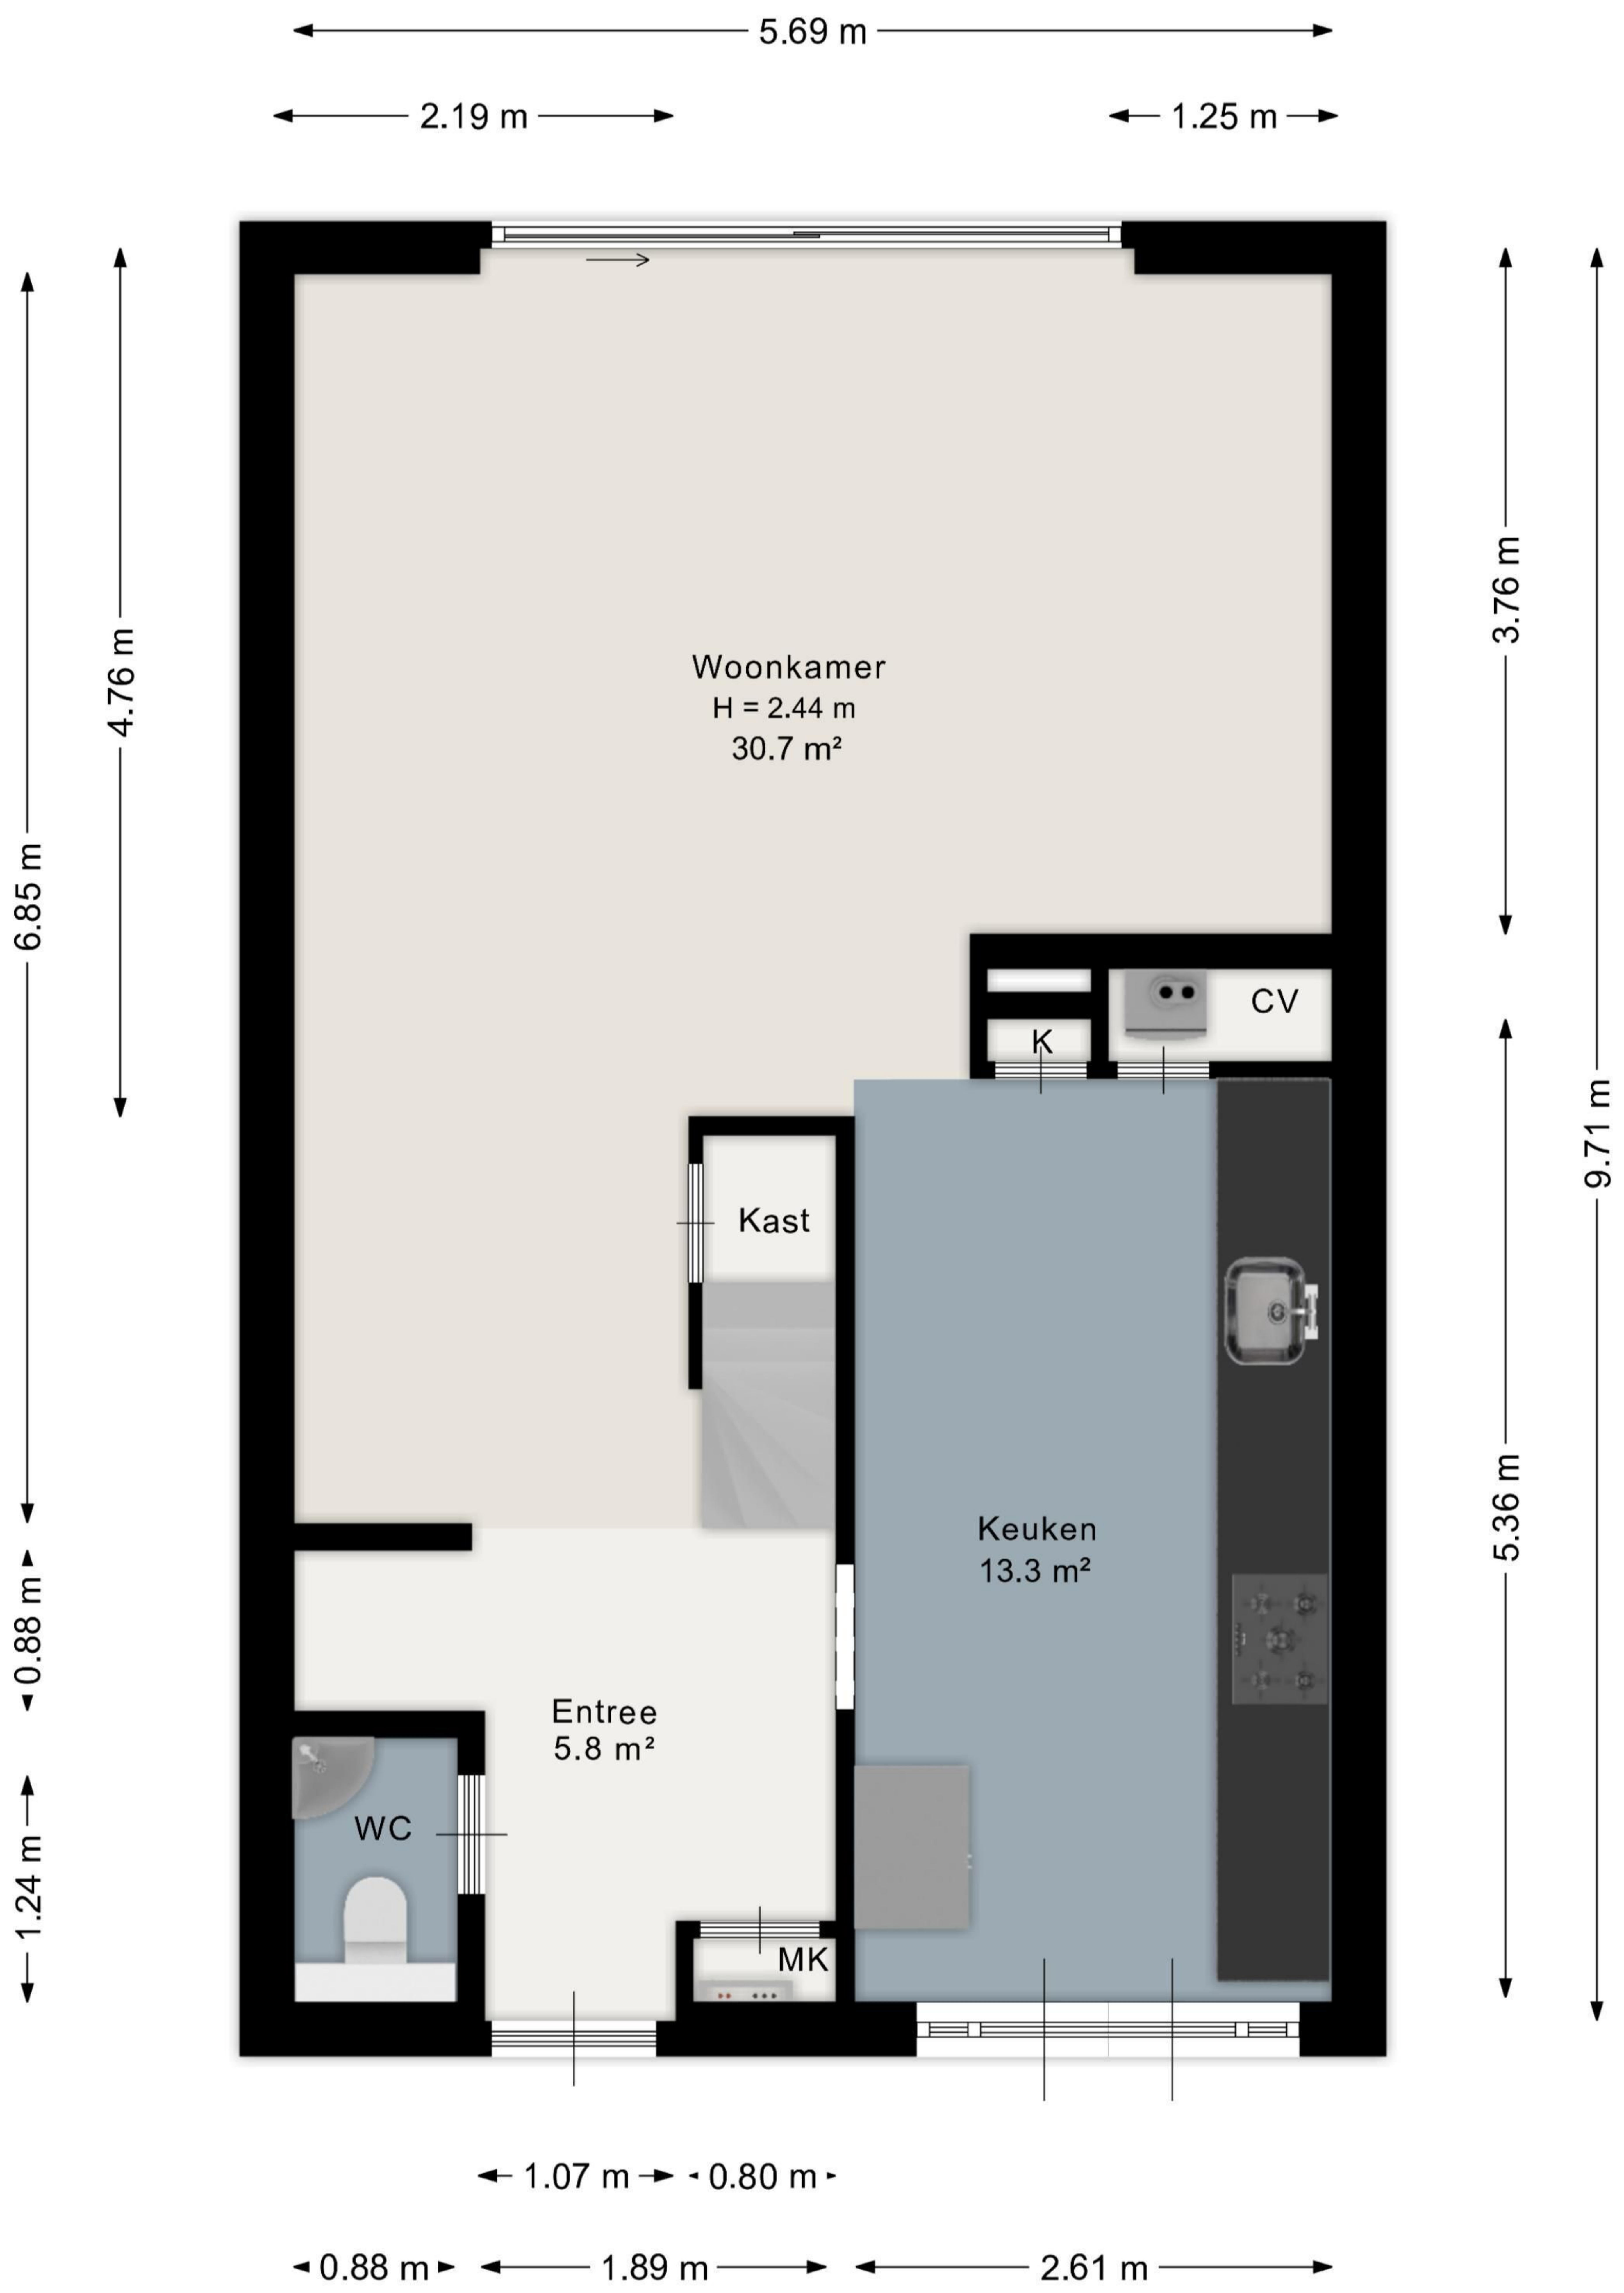 5.69 m
2.19 m
1.25 m
4.76 m
3.76 m
6.85 m
9.71 m
Woonkamer
H = 2.44 m
30.7 m²
CV
K
Kast
5.36 m
Keuken
13.3 m²
0.88 m
Entree
5.8 m²
WC
1.24 m
MK
1.07 m
0.80 m
0.88 m
1.89 m
2.61 m